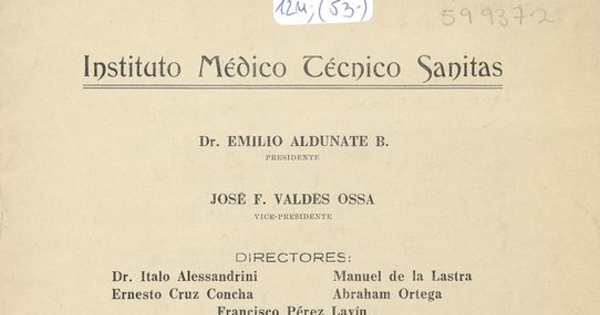 12M; (53-)
599372
Instituto Médico Técnico Sanitas
Dr. EMILIO ALDUNATE B.
PRESIDENTE
JOSÉ F. VALDÉS OSSA
VICE-PRESIDENTE
DIRECTORES:
Dr. Italo Alessandrini Manuel de la Lastra
Ernesto Cruz Concha Abraham Ortega
Francisco Pérez Lavín